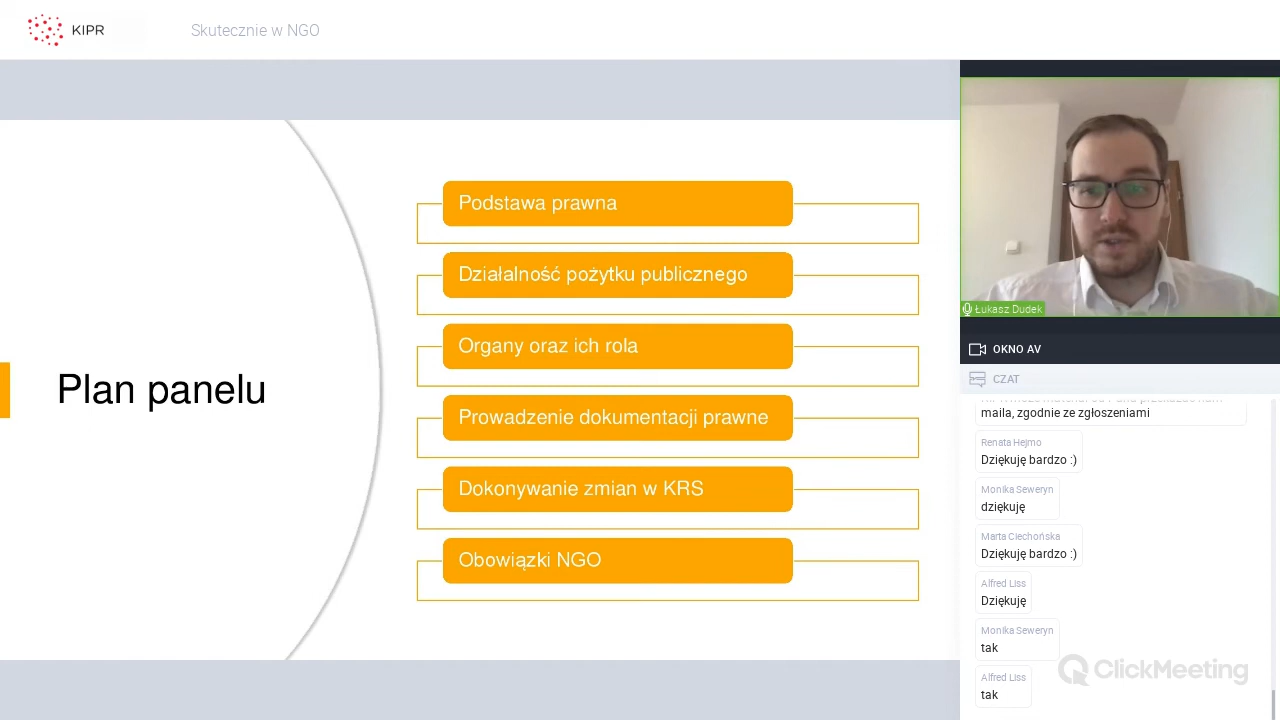 KIPR
Skutecznie w NGO
Plan panelu
Podstawa prawna
Działalność pożytku publicznego
Organy oraz ich rola
Prowadzenie dokumentacji prawne
Dokonywanie zmian w KRS
Obowiązki NGO
Łukasz Dudek
OKNO AV
CZAT
maila, zgodnie ze zgłoszeniami
Renata Hejmo
Dziękuję bardzo :)
Monika Seweryn
dziękuję
Marta Ciechońska
Dziękuję bardzo :)
Alfred Liss
Dziękuję
Monika Seweryn
tak
Alfred Liss
tak
ClickMeeting